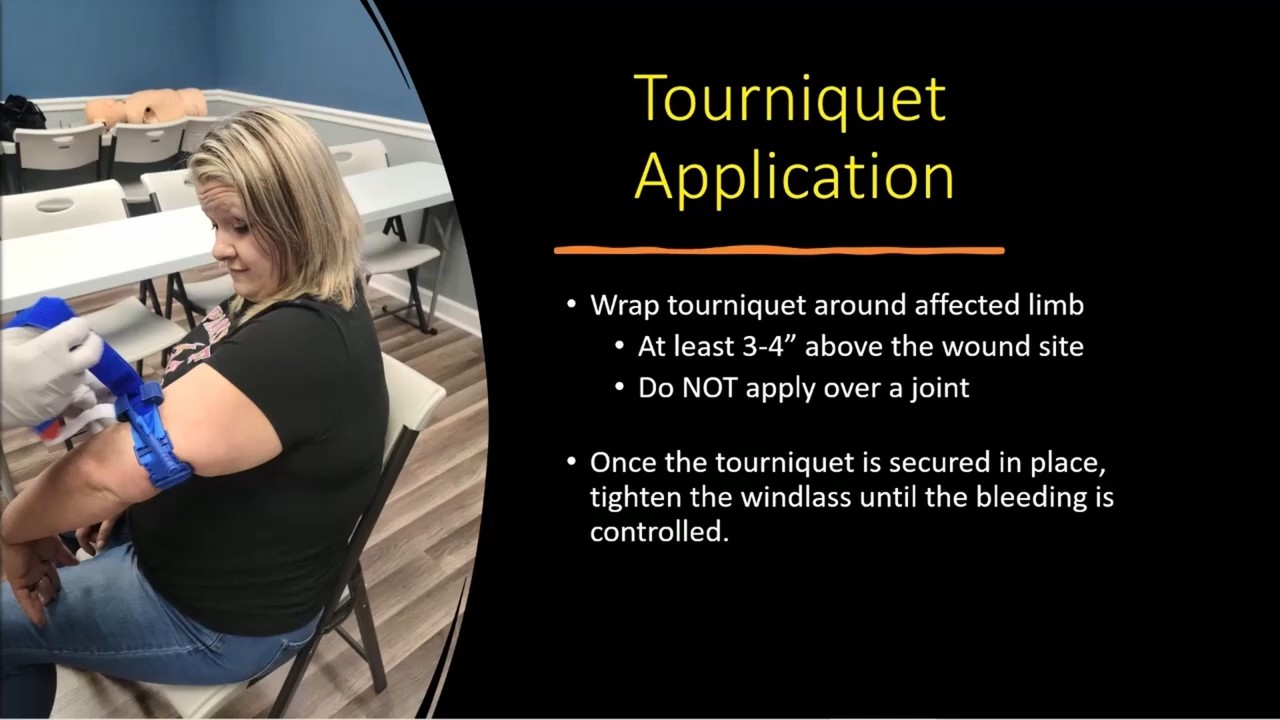 Tourniquet
Application
• Wrap tourniquet around affected limb
• At least 3-4” above the wound site
• Do NOT apply over a joint
• Once the tourniquet is secured in place,
tighten the windlass until the bleeding is
controlled.